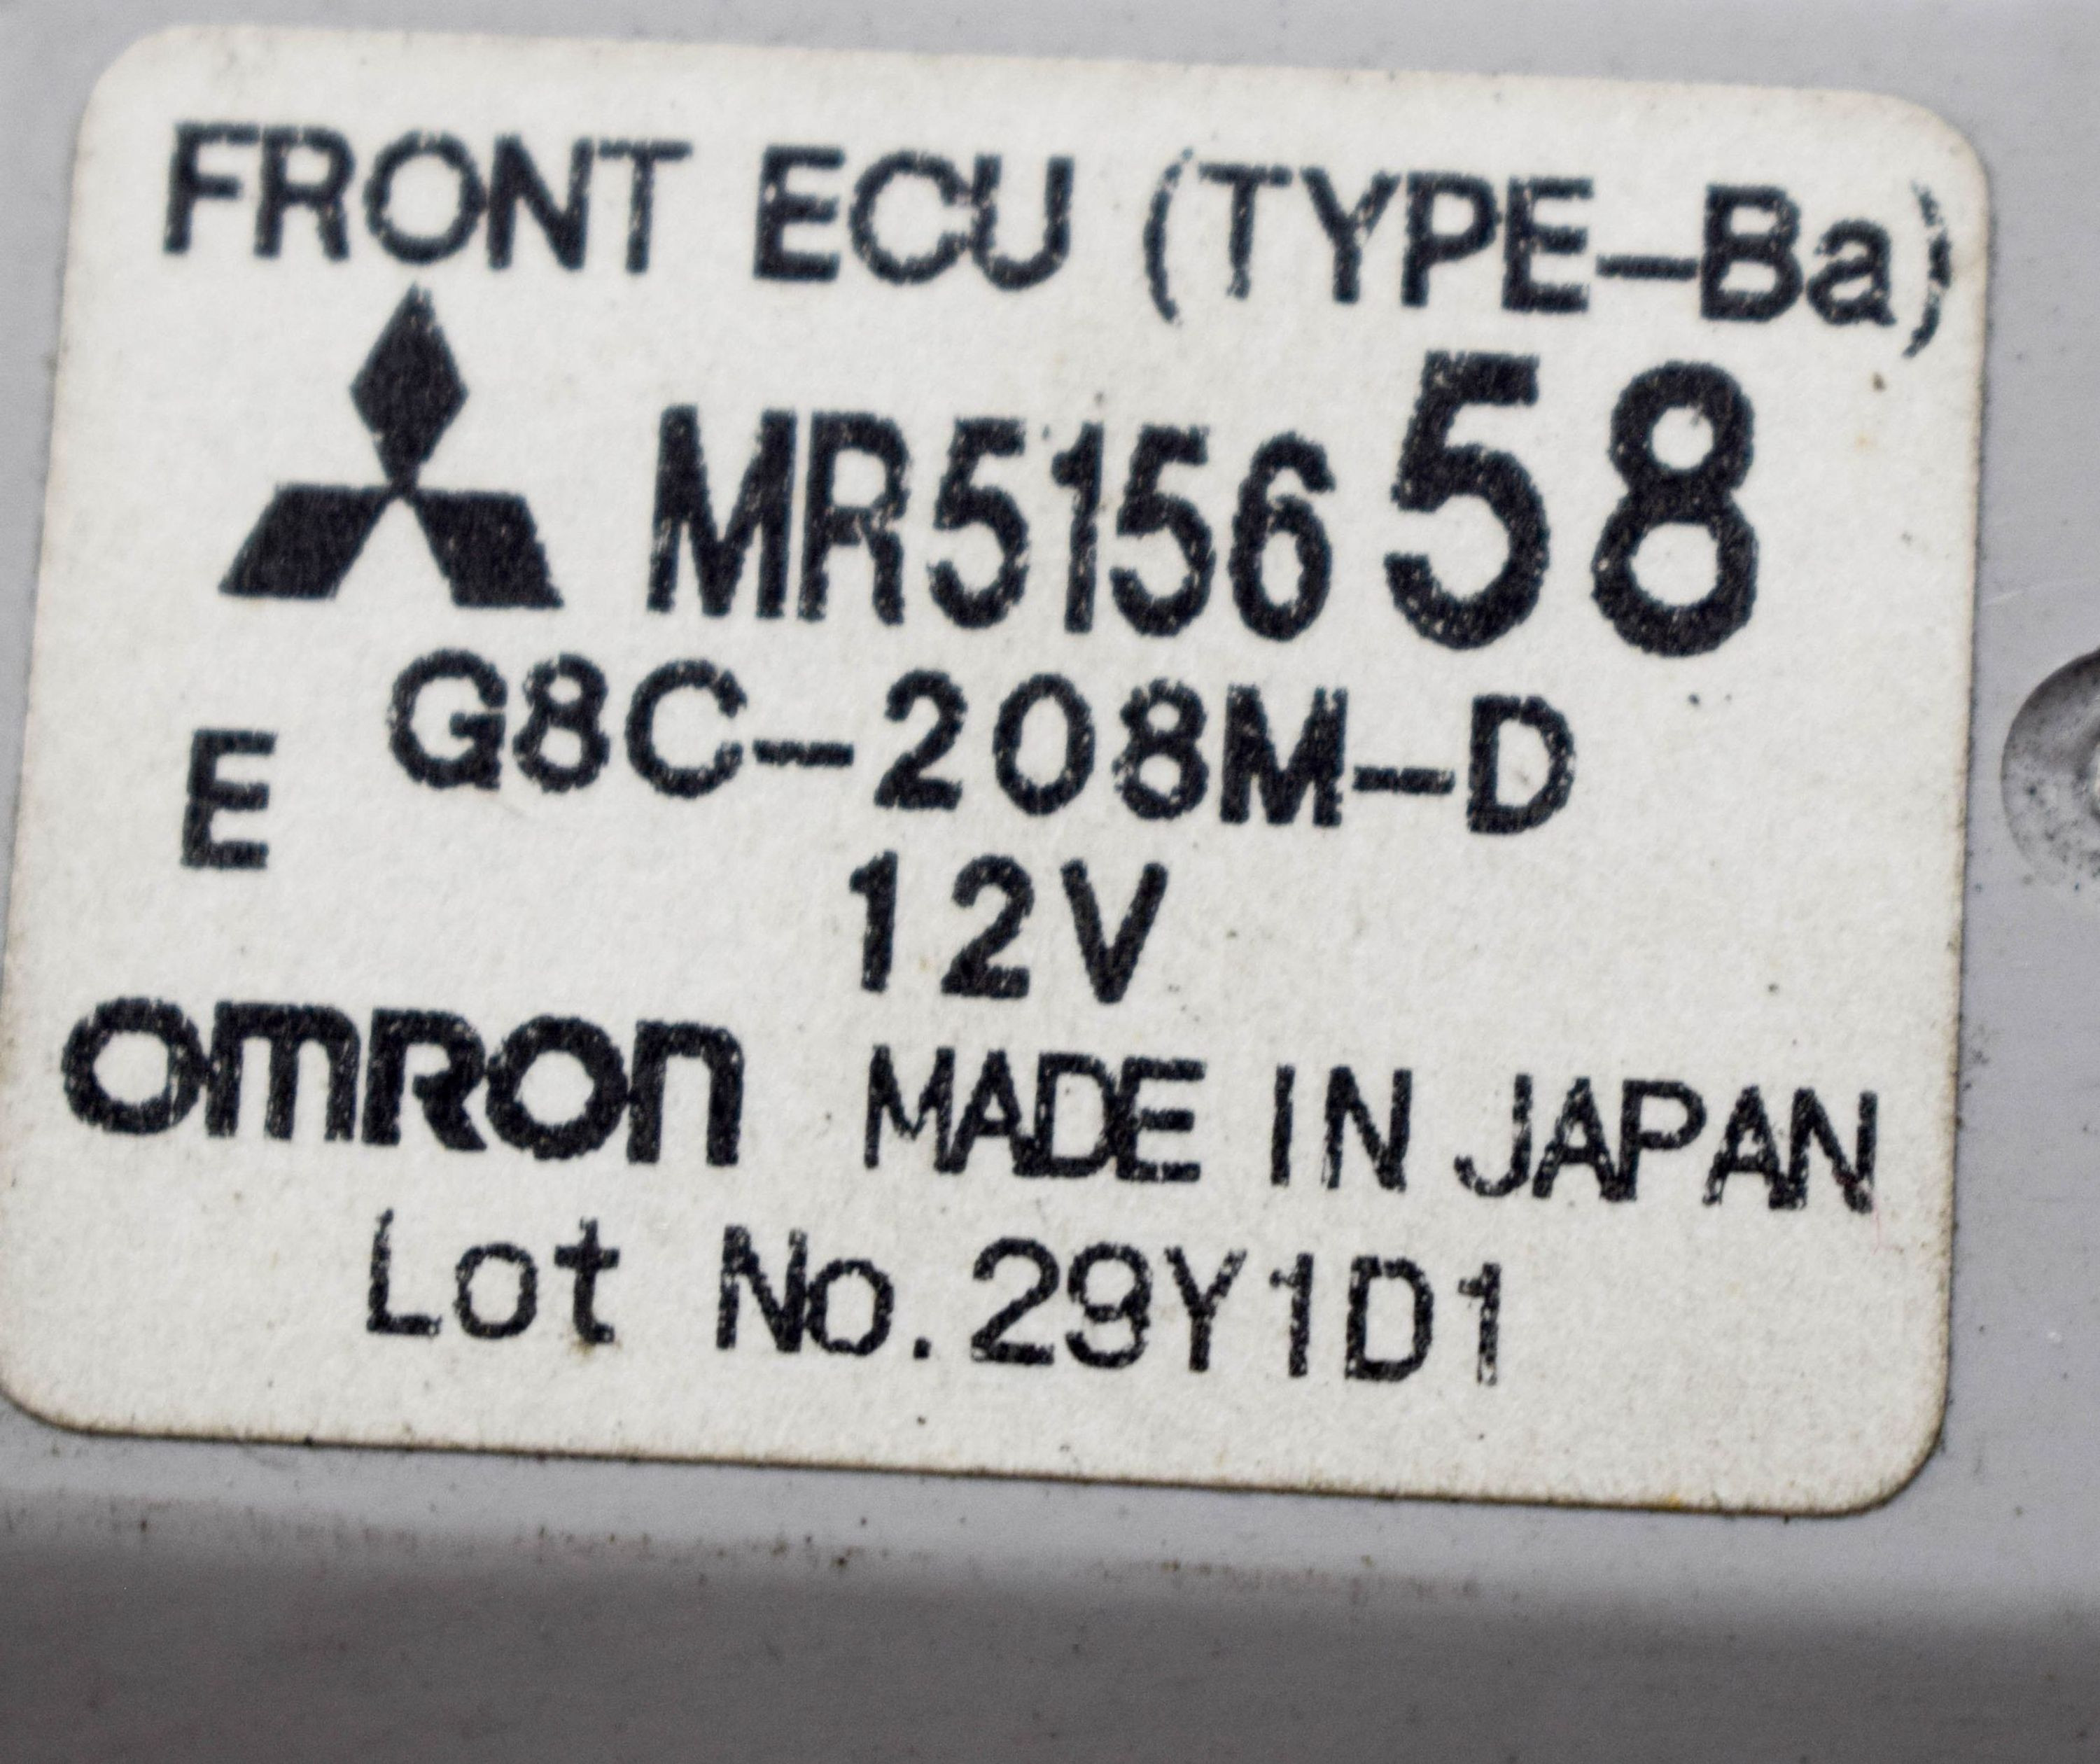 FRONT ECU (TYPE-Ba)
MR515658
G8C-208M-D
E
12V
OMRON MADE IN JAPAN
Lot No.29Y1D1